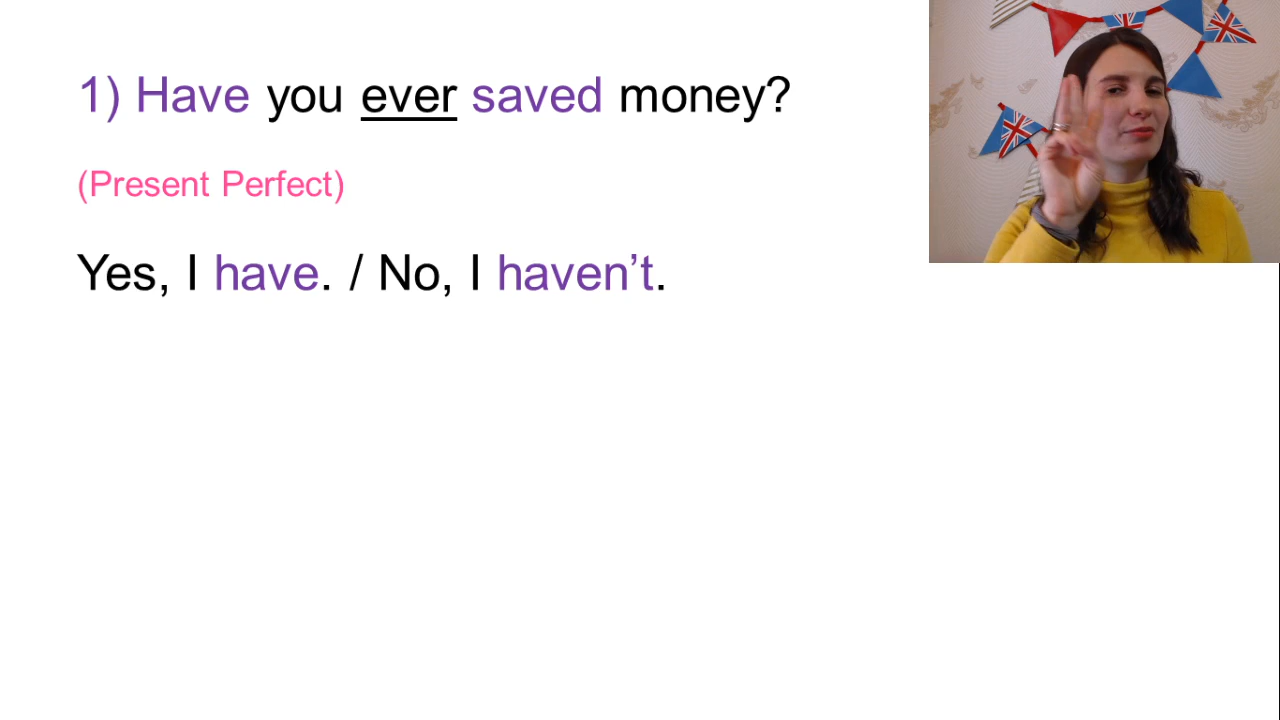 1) Have you ever saved money?
(Present Perfect)
Yes, I have. / No, I haven’t.